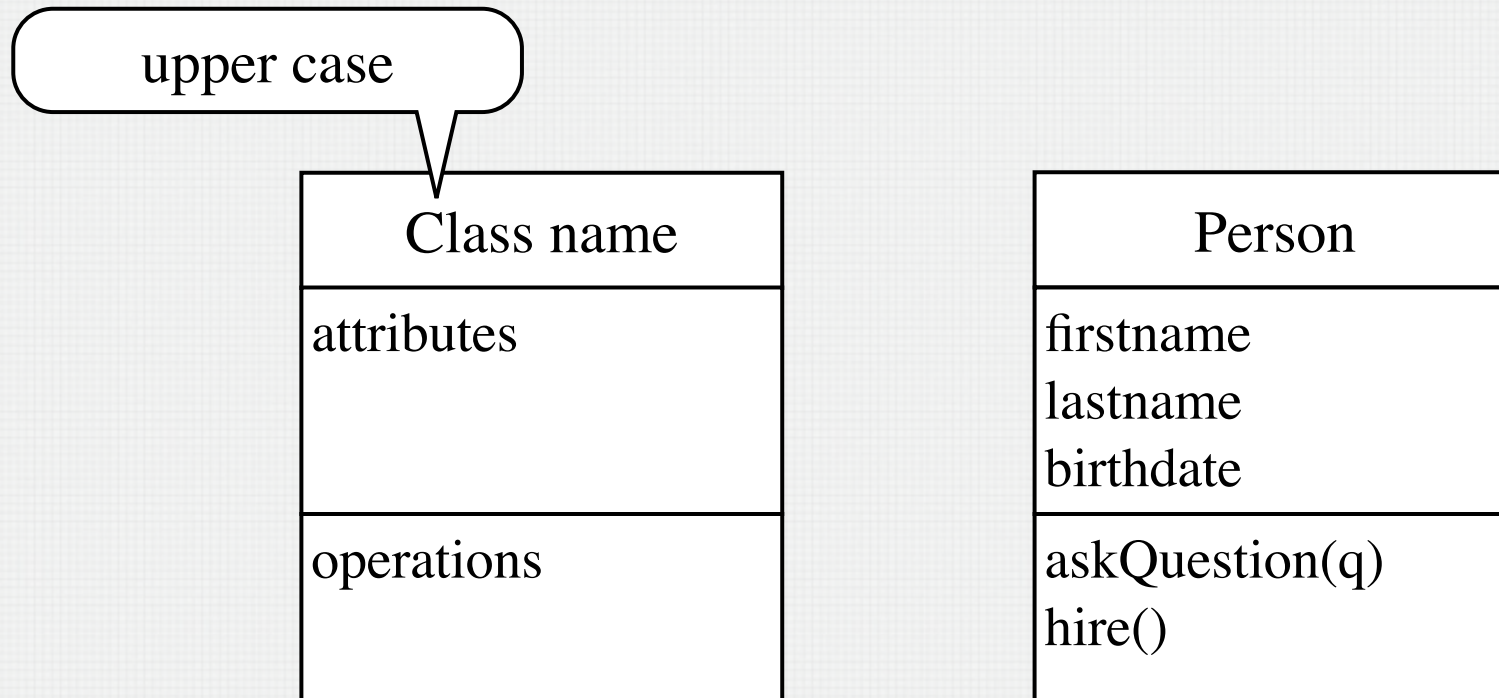 upper case
Class name
attributes
operations
Person
firstname
lastname
birthdate
askQuestion(q)
hire()